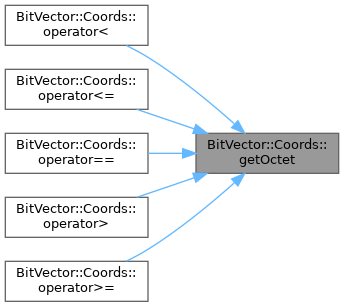 BitVector::Coords::
operator<
BitVector::Coords::
operator<=
BitVector::Coords::
operator==
BitVector::Coords::
operator>
BitVector::Coords::
operator>=
BitVector::Coords::
getOctet